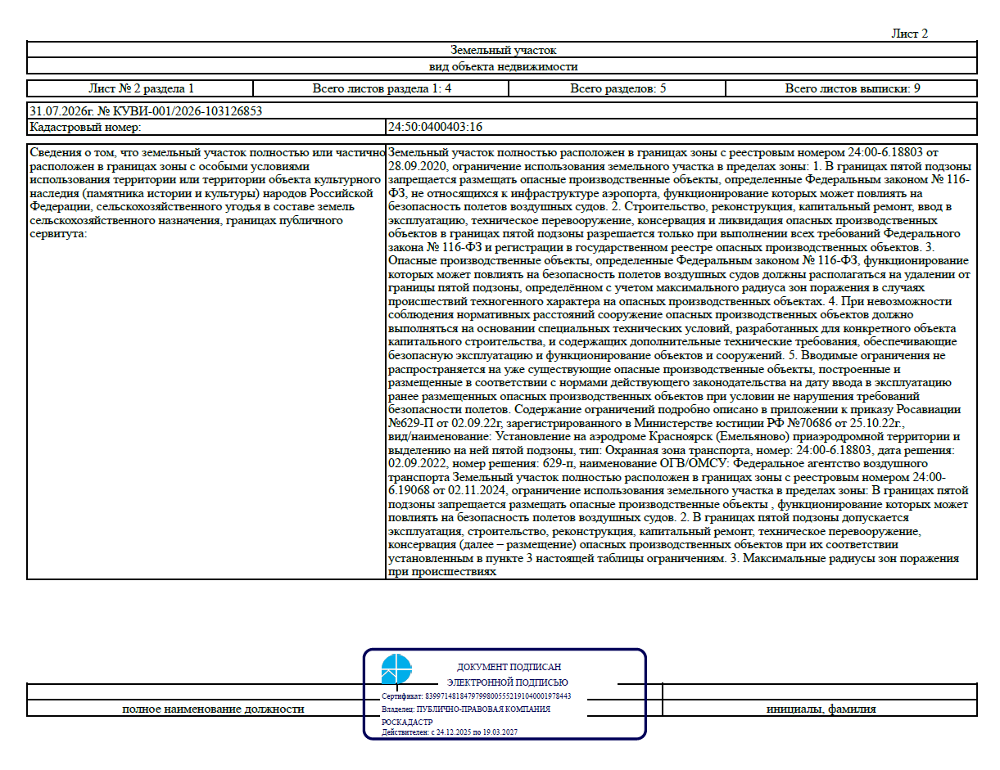 Лист 2
Земельный участок
вид объекта недвижимости
Лист № 2 раздела 1
Всего листов раздела 1: 4
Всего разделов: 5
Всего листов выписки: 9
31.07.2026г. № КУВИ-001/2026-103126853
Кадастровый номер:
24:50:0400403:16
Сведения о том, что земельный участок полностью или частично
расположен в границах зоны с особыми условиями
использования территории или территории объекта культурного
наследия (памятника истории и культуры) народов Российской
Федерации, сельскохозяйственного угодья в составе земель
сельскохозяйственного назначения, границах публичного
сервитута:
Земельный участок полностью расположен в границах зоны с реестровым номером 24:00-6.18803 от
28.09.2020, ограничение использования земельного участка в пределах зоны: 1. В границах пятой подзоны
запрещается размещать опасные производственные объекты, определенные Федеральным законом № 116-
ФЗ, не относящихся к инфраструктуре аэропорта, функционирование которых может повлиять на
безопасность полетов воздушных судов. 2. Строительство, реконструкция, капитальный ремонт, ввод в
эксплуатацию, техническое перевооружение, консервация и ликвидация опасных производственных
объектов в границах пятой подзоны разрешается только при выполнении всех требований Федерального
закона № 116-ФЗ и регистрации в государственном реестре опасных производственных объектов. 3.
Опасные производственные объекты, определенные Федеральным законом № 116-ФЗ, функционирование
которых может повлиять на безопасность полетов воздушных судов должны располагаться на удалении от
границы пятой подзоны, определённом с учетом максимального радиуса зон поражения в случаях
происшествий техногенного характера на опасных производственных объектах. 4. При невозможности
соблюдения нормативных расстояний сооружение опасных производственных объектов должно
выполняться на основании специальных технических условий, разработанных для конкретного объекта
капитального строительства, и содержащих дополнительные технические требования, обеспечивающие
безопасную эксплуатацию и функционирование объектов и сооружений. 5. Вводимые ограничения не
распространяется на уже существующие опасные производственные объекты, построенные и
размещенные в соответствии с нормами действующего законодательства на дату ввода в эксплуатацию
ранее размещенных опасных производственных объектов при условии не нарушения требований
безопасности полетов. Содержание ограничений подробно описано в приложении к приказу Росавиации
№629-П от 02.09.22г, зарегистрированного в Министерстве юстиции РФ №70686 от 25.10.22г.,
вид/наименование: Установление на аэродроме Красноярск (Емельяново) приаэродромной территории и
выделению на ней пятой подзоны, тип: Охранная зона транспорта, номер: 24:00-6.18803, дата решения:
02.09.2022, номер решения: 629-п, наименование ОГВ/ОМСУ: Федеральное агентство воздушного
транспорта Земельный участок полностью расположен в границах зоны с реестровым номером 24:00-
6.19068 от 02.11.2024, ограничение использования земельного участка в пределах зоны: В границах пятой
подзоны запрещается размещать опасные производственные объекты , функционирование которых может
повлиять на безопасность полетов воздушных судов. 2. В границах пятой подзоны допускается
эксплуатация, строительство, реконструкция, капитальный ремонт, техническое перевооружение,
консервация (далее – размещение) опасных производственных объектов при их соответствии
установленным в пункте 3 настоящей таблицы ограничениям. 3. Максимальные радиусы зон поражения
при происшествиях
ДОКУМЕНТ ПОДПИСАН
ЭЛЕКТРОННОЙ ПОДПИСЬЮ
Сертификат: 83997148184797998005552191040001978443
Владелец: ПУБЛИЧНО-ПРАВОВАЯ КОМПАНИЯ
РОСКАДАСТР
Действителен: с 24.12.2025 по 19.03.2027
полное наименование должности
инициалы, фамилия